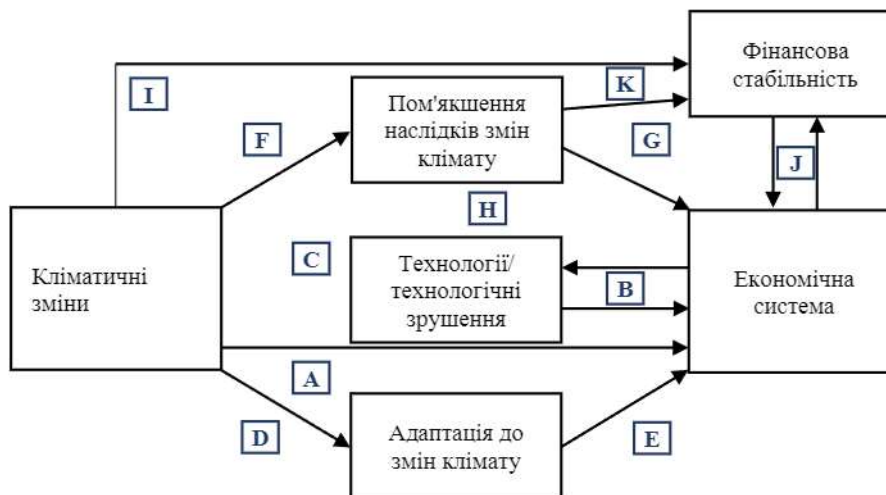 Фінансова
стабільність
I
K
Пом'якшення
наслідків змін
клімату
F
G
J
H
Кліматичні
зміни
C
Технології/
технологічні
зрушення
B
Економічна
система
A
D
Адаптація до
змін клімату
E